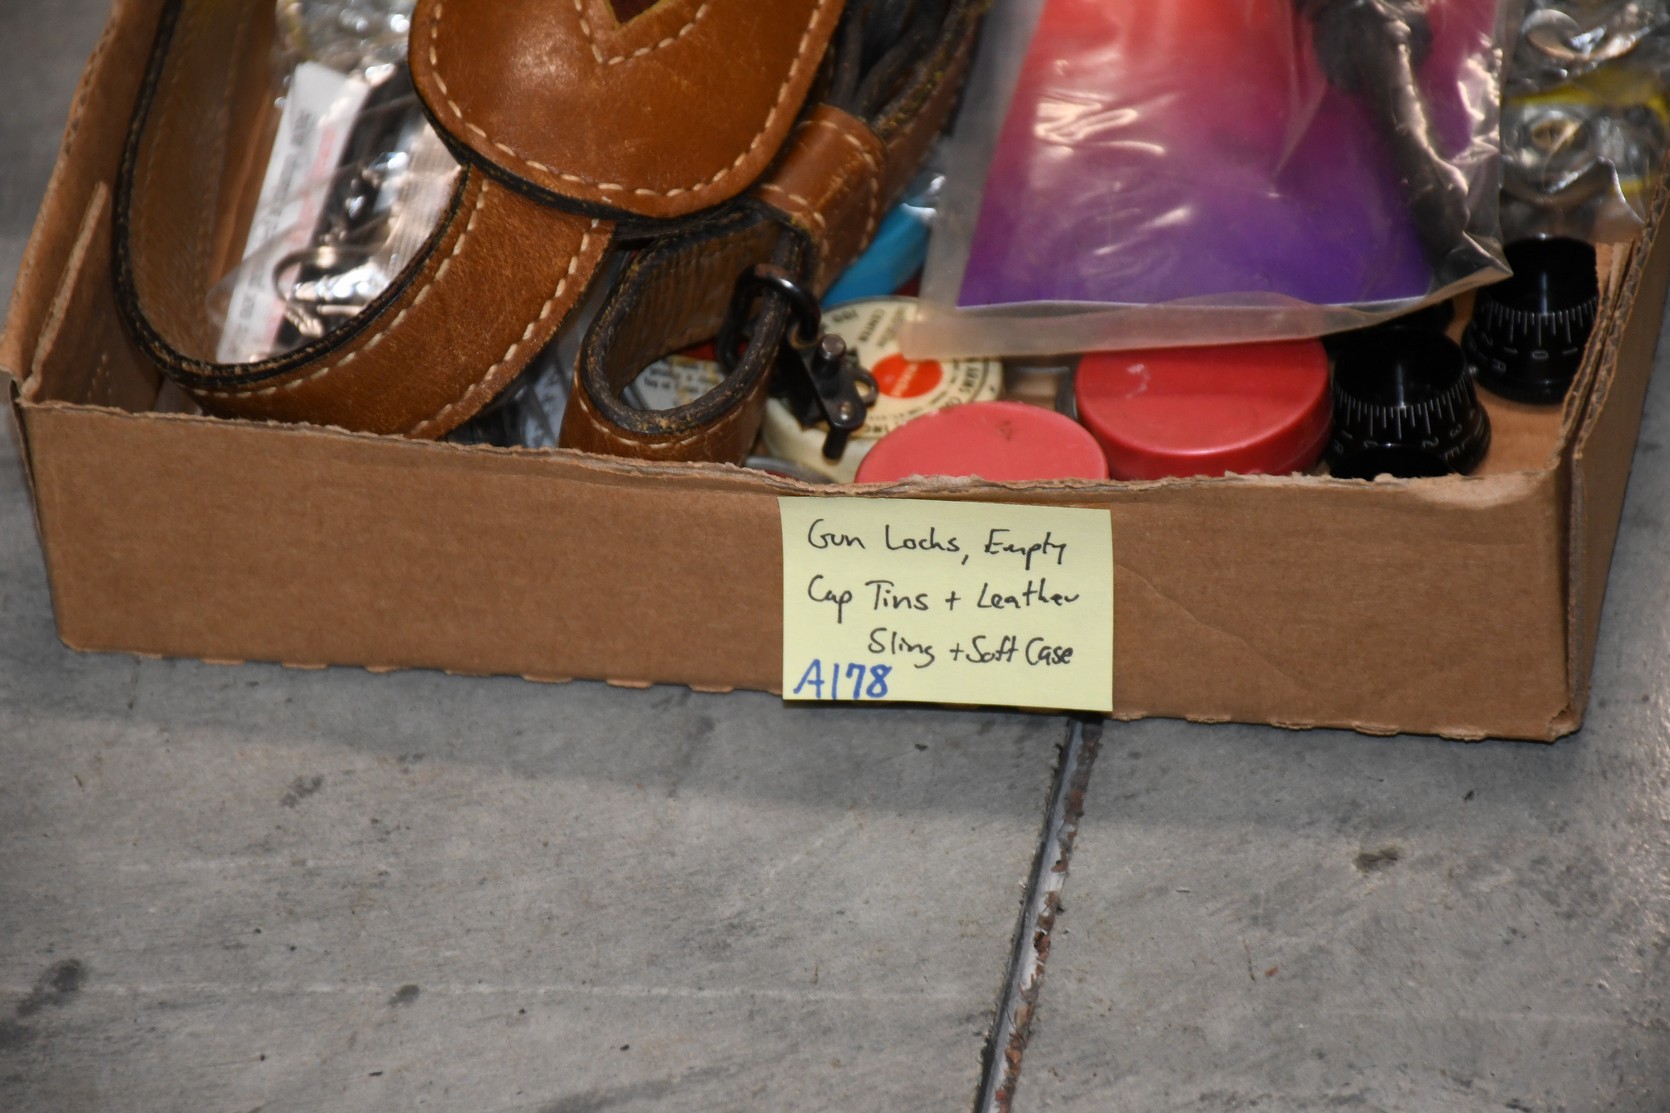 Gun Locks, Empty
Cap Tins + Leather
Sling + Soft Case
A178